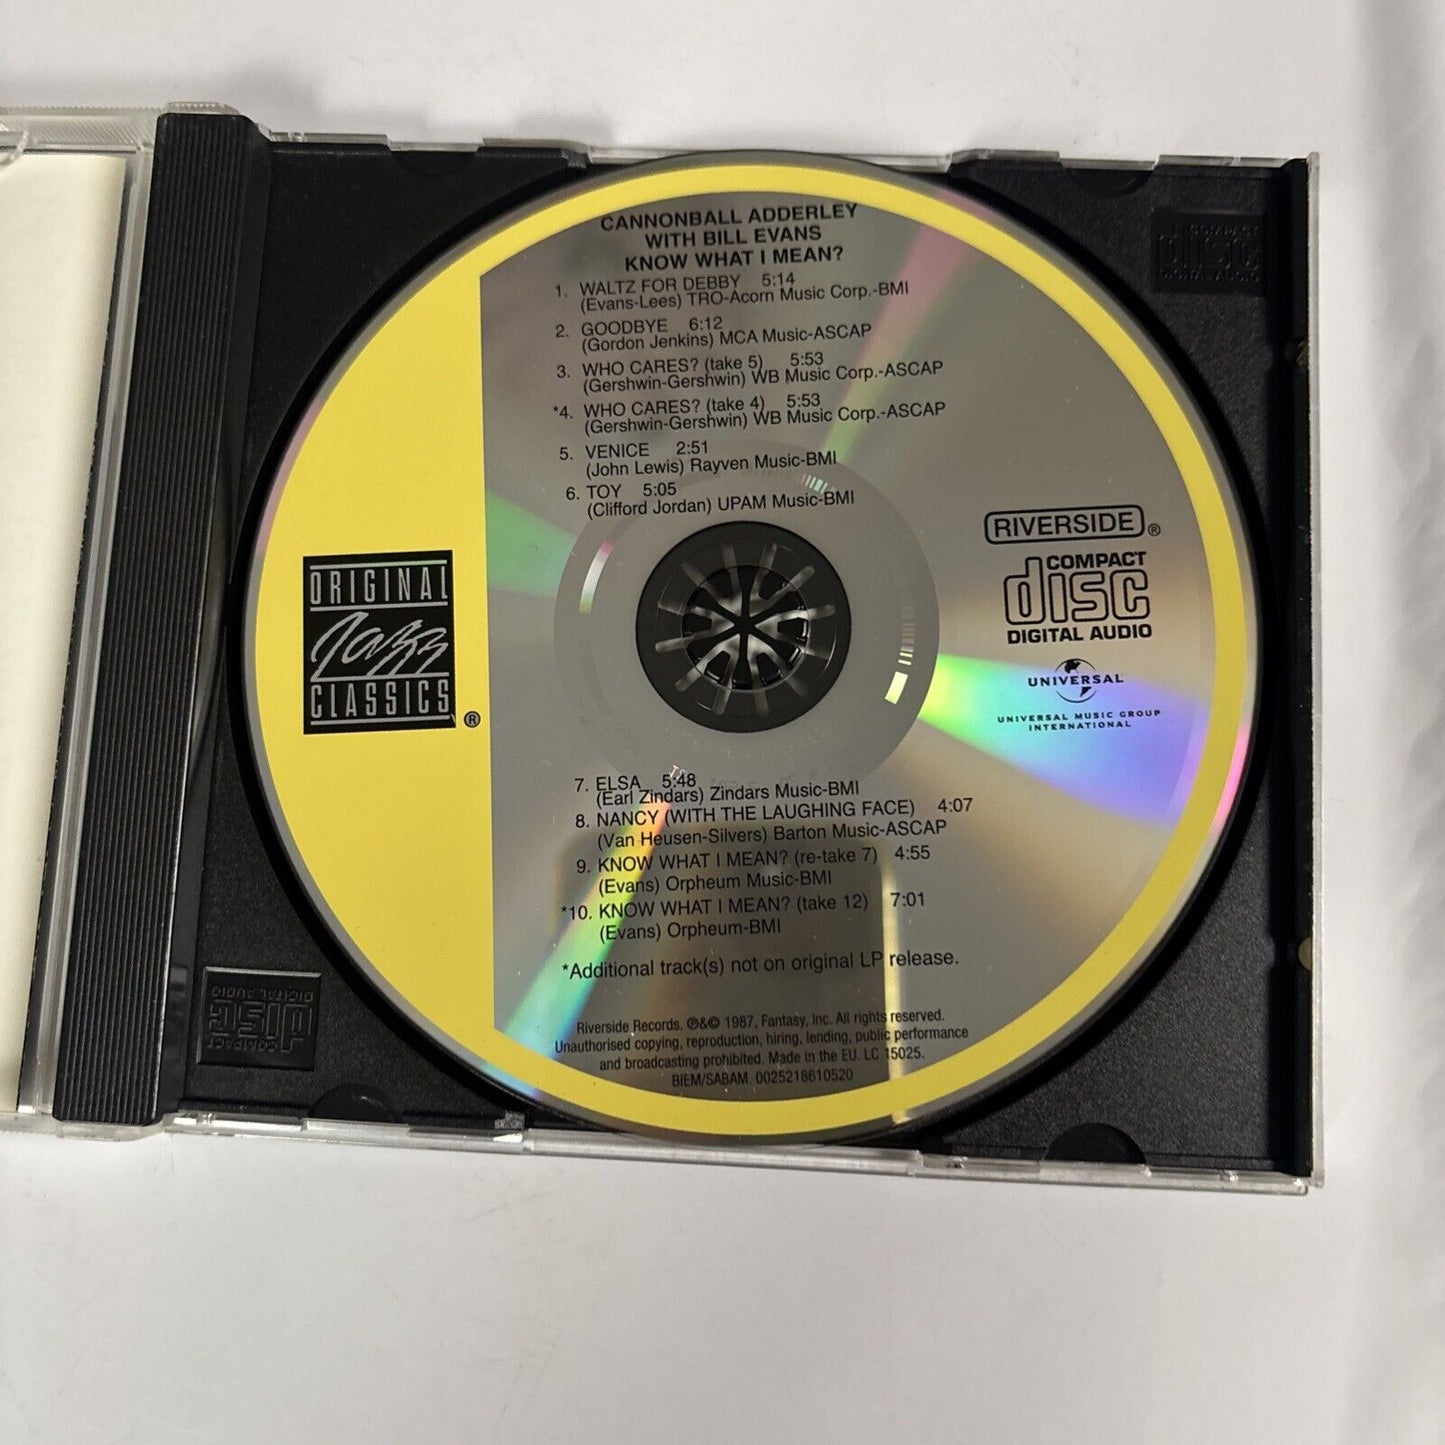 CANNONBALL ADDERLEY
WITH BILL EVANS
KNOW WHAT I MEAN?
1. WALTZ FOR DEBBY 5:14
(Evans-Lees) TRO-Acorn Music Corp.-BMI
2. GOODBYE 6:12
(Gordon Jenkins) MCA Music-ASCAP
3. WHO CARES? (take 5) 5:53
(Gershwin-Gershwin) WB Music Corp.-ASCAP
*4. WHO CARES? (take 4) 5:53
(Gershwin-Gershwin) WB Music Corp.-ASCAP
5. VENICE 2:51
(John Lewis) Rayven Music-BMI
6. TOY 5:05
(Clifford Jordan) UPAM Music-BMI
ORIGINAL
Jazz
CLASSICS®
RIVERSIDE®
COMPACT
disc
DIGITAL AUDIO
UNIVERSAL
UNIVERSAL MUSIC GROUP
INTERNATIONAL
7. ELSA 5:48
(Earl Zindars) Zindars Music-BMI
8. NANCY (WITH THE LAUGHING FACE) 4:07
(Van Heusen-Silvers) Barton Music-ASCAP
9. KNOW WHAT I MEAN? (re-take 7) 4:55
(Evans) Orpheum Music-BMI
*10. KNOW WHAT I MEAN? (take 12) 7:01
(Evans) Orpheum-BMI
*Additional track(s) not on original LP release.
Riverside Records, ℗&© 1987, Fantasy, Inc. All rights reserved.
Unauthorised copying, reproduction, hiring, lending, public performance
and broadcasting prohibited. Made in the EU. LC 15025.
BIEM/SABAM. 0025218610520
COMPACT
disc
DIGITAL AUDIO
COMPACT
disc
DIGITAL AUDIO